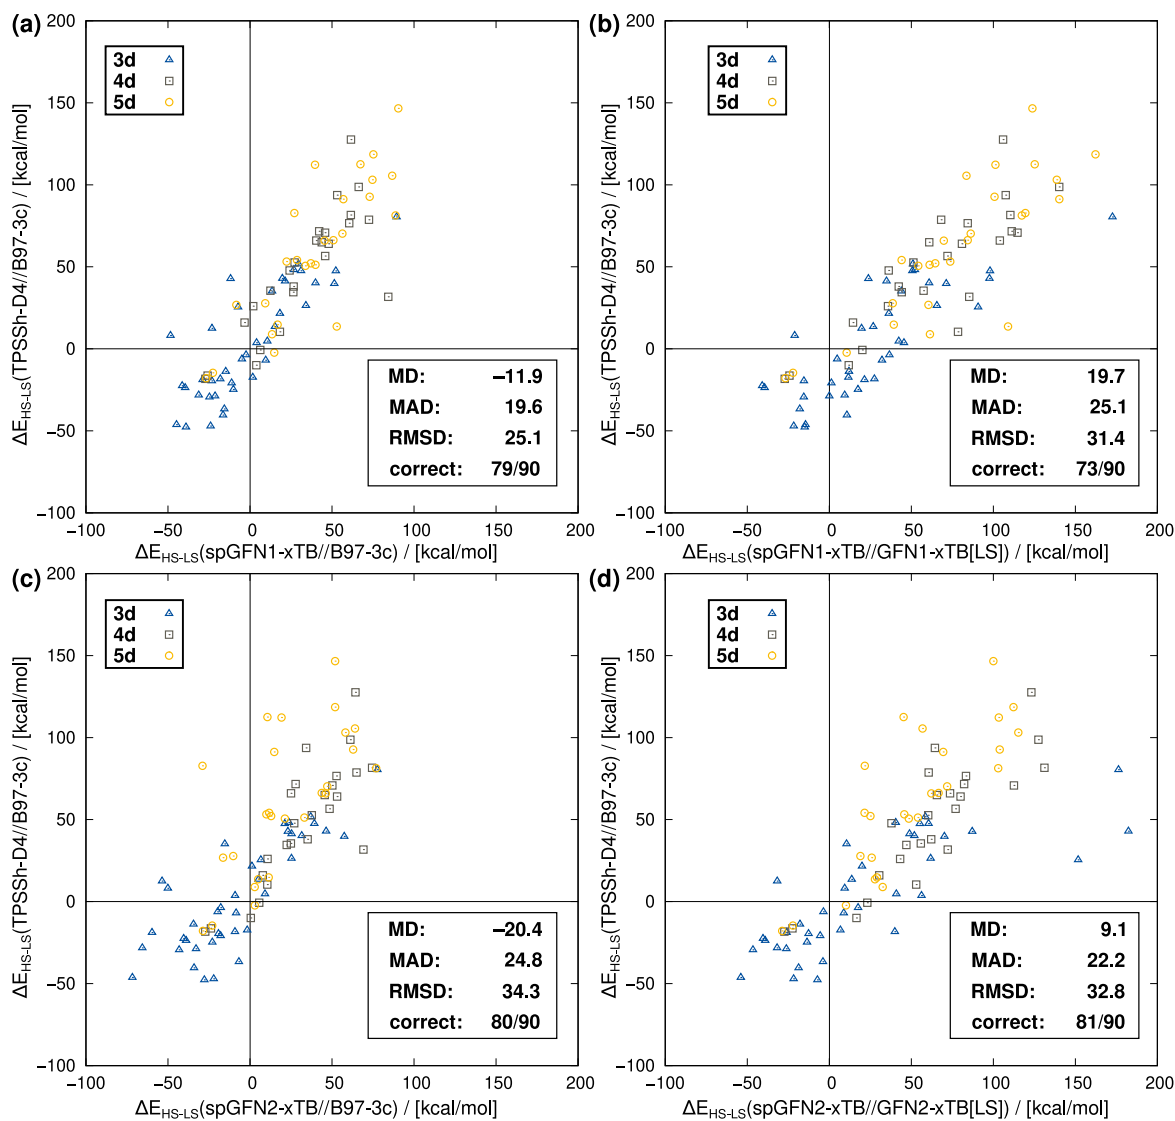 (a)
200
150
100
50
0
−50
−100
−100
−50
0
50
100
150
200
ΔE_HS-LS(TPSSh-D4//B97-3c) / [kcal/mol]
ΔE_HS-LS(spGFN1-xTB//B97-3c) / [kcal/mol]
3d
4d
5d
MD: −11.9
MAD: 19.6
RMSD: 25.1
correct: 79/90
(b)
200
150
100
50
0
−50
−100
−100
−50
0
50
100
150
200
ΔE_HS-LS(TPSSh-D4//B97-3c) / [kcal/mol]
ΔE_HS-LS(spGFN1-xTB//GFN1-xTB[LS]) / [kcal/mol]
3d
4d
5d
MD: 19.7
MAD: 25.1
RMSD: 31.4
correct: 73/90
(c)
200
150
100
50
0
−50
−100
−100
−50
0
50
100
150
200
ΔE_HS-LS(TPSSh-D4//B97-3c) / [kcal/mol]
ΔE_HS-LS(spGFN2-xTB//B97-3c) / [kcal/mol]
3d
4d
5d
MD: −20.4
MAD: 24.8
RMSD: 34.3
correct: 80/90
(d)
200
150
100
50
0
−50
−100
−100
−50
0
50
100
150
200
ΔE_HS-LS(TPSSh-D4//B97-3c) / [kcal/mol]
ΔE_HS-LS(spGFN2-xTB//GFN2-xTB[LS]) / [kcal/mol]
3d
4d
5d
MD: 9.1
MAD: 22.2
RMSD: 32.8
correct: 81/90